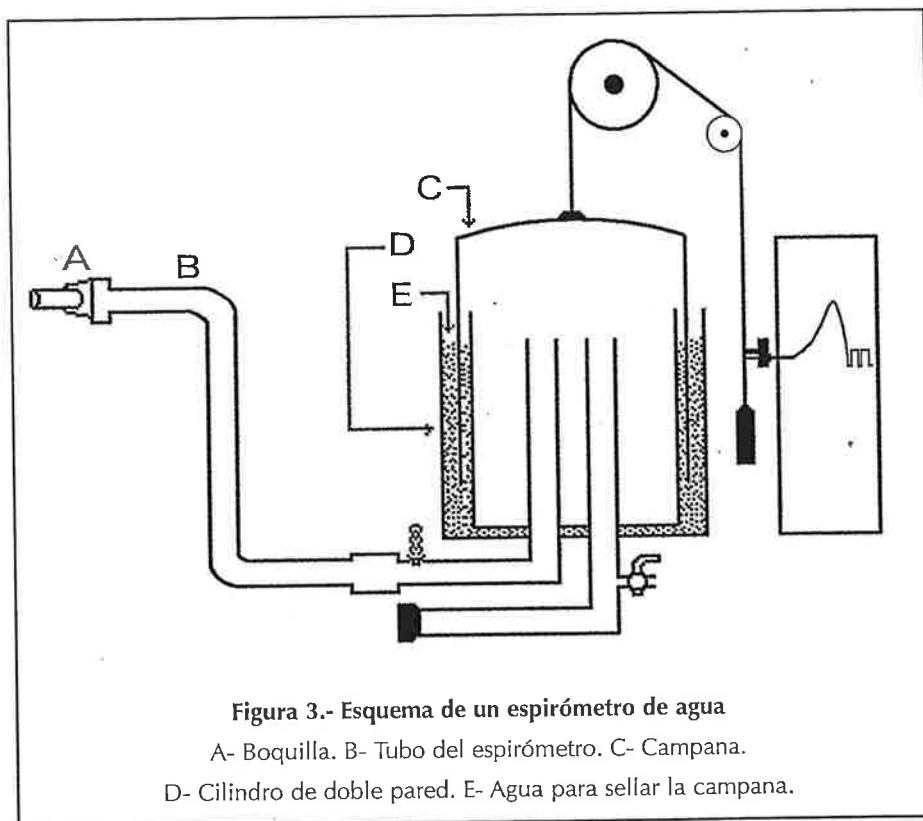 C
D
A
B
E
Figura 3.- Esquema de un espirómetro de agua
A- Boquilla. B- Tubo del espirómetro. C- Campana.
D- Cilindro de doble pared. E- Agua para sellar la campana.